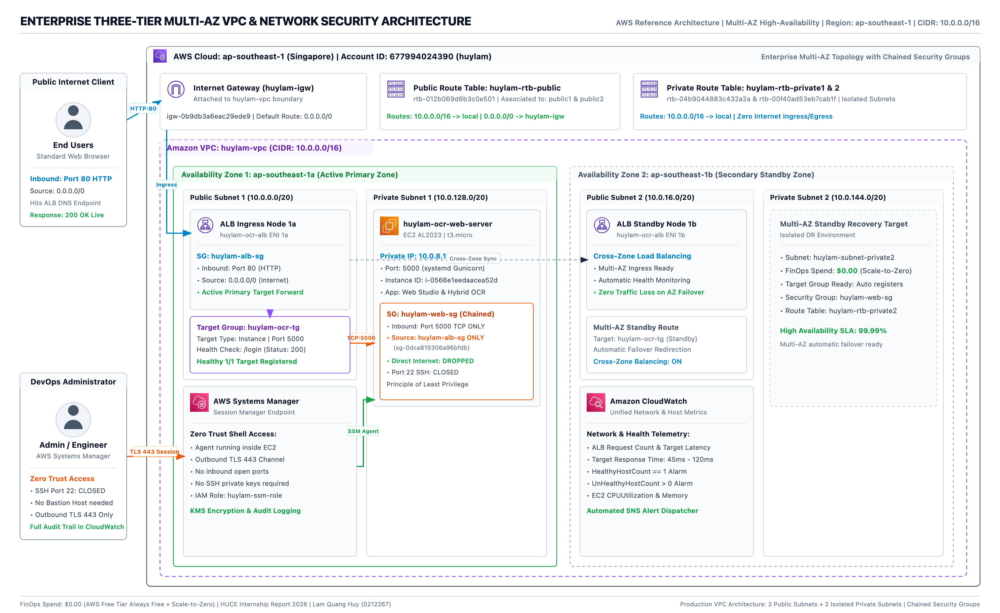 ENTERPRISE THREE-TIER MULTI-AZ VPC & NETWORK SECURITY ARCHITECTURE
AWS Reference Architecture | Multi-AZ High-Availability | Region: ap-southeast-1 | CIDR: 10.0.0.0/16
AWS Cloud: ap-southeast-1 (Singapore) | Account ID: 677994024390 (huylam)
Enterprise Multi-AZ Topology with Chained Security Groups
Public Internet Client
End Users
Standard Web Browser
Inbound: Port 80 HTTP
Source: 0.0.0.0/0
Hits ALB DNS Endpoint
Response: 200 OK Live
HTTP:80
Internet Gateway (huylam-igw)
Attached to huylam-vpc boundary
igw-0b9db3a6eac29ede9 | Default Route: 0.0.0.0/0
172.16.0.0
172.16.1.0
172.16.2.0
Public Route Table: huylam-rtb-public
rtb-012b069d6b3c0e501 | Associated to: public1 & public2
Routes: 10.0.0.0/16 -> local | 0.0.0.0/0 -> huylam-igw
172.16.0.0
172.16.1.0
172.16.2.0
Private Route Table: huylam-rtb-private1 & 2
rtb-04b9044883c432a2a & rtb-00f40ad53eb7cab1f | Isolated Subnets
Routes: 10.0.0.0/16 -> local | Zero Internet Ingress/Egress
Amazon VPC: huylam-vpc (CIDR: 10.0.0.0/16)
Ingress
Availability Zone 1: ap-southeast-1a (Active Primary Zone)
Public Subnet 1 (10.0.0.0/20)
ALB Ingress Node 1a
huylam-ocr-alb ENI 1a
SG: huylam-alb-sg
• Inbound: Port 80 (HTTP)
• Source: 0.0.0.0/0 (Internet)
• Active Primary Target Forward
Target Group: huylam-ocr-tg
Target Type: Instance | Port 5000
Health Check: /login (Status: 200)
Healthy 1/1 Target Registered
TCP:5000
Private Subnet 1 (10.0.128.0/20)
huylam-ocr-web-server
EC2 AL2023 | t3.micro
Private IP: 10.0.8.1
Cross-Zone Sync
• Port: 5000 (systemd Gunicorn)
• Instance ID: i-0566e1eedaacea52d
• App: Web Studio & Hybrid OCR
SG: huylam-web-sg (Chained)
• Inbound: Port 5000 TCP ONLY
• Source: huylam-alb-sg ONLY
(sg-0dca819306a96bfdb)
• Direct Internet: DROPPED
• Port 22 SSH: CLOSED
Principle of Least Privilege
AWS Systems Manager
Session Manager Endpoint
Zero Trust Shell Access:
• Agent running inside EC2
• Outbound TLS 443 Channel
• No inbound open ports
• No SSH private keys required
• IAM Role: huylam-ssm-role
KMS Encryption & Audit Logging
SSM Agent
Availability Zone 2: ap-southeast-1b (Secondary Standby Zone)
Public Subnet 2 (10.0.16.0/20)
ALB Standby Node 1b
huylam-ocr-alb ENI 1b
Cross-Zone Load Balancing
• Multi-AZ Ingress Ready
• Automatic Health Monitoring
• Zero Traffic Loss on AZ Failover
Multi-AZ Standby Route
Target: huylam-ocr-tg (Standby)
Automatic Failover Redirection
Cross-Zone Balancing: ON
Amazon CloudWatch
Unified Network & Host Metrics
Network & Health Telemetry:
• ALB Request Count & Target Latency
• Target Response Time: 45ms - 120ms
• HealthyHostCount == 1 Alarm
• UnHealthyHostCount > 0 Alarm
• EC2 CPUUtilization & Memory
Automated SNS Alert Dispatcher
Private Subnet 2 (10.0.144.0/20)
Multi-AZ Standby Recovery Target
Isolated DR Environment
• Subnet: huylam-subnet-private2
• FinOps Spend: $0.00 (Scale-to-Zero)
• Target Group Ready: Auto registers
• Security Group: huylam-web-sg
• Route Table: huylam-rtb-private2
High Availability SLA: 99.99%
Multi-AZ automatic failover ready
DevOps Administrator
Admin / Engineer
AWS Systems Manager
Zero Trust Access
• SSH Port 22: CLOSED
• No Bastion Host needed
• Outbound TLS 443 Only
Full Audit Trail in CloudWatch
TLS 443 Session
FinOps Spend: $0.00 (AWS Free Tier Always Free + Scale-to-Zero) | HUCE Internship Report 2026 | Lam Quang Huy (0212267)
Production VPC Architecture: 2 Public Subnets + 2 Isolated Private Subnets | Chained Security Groups